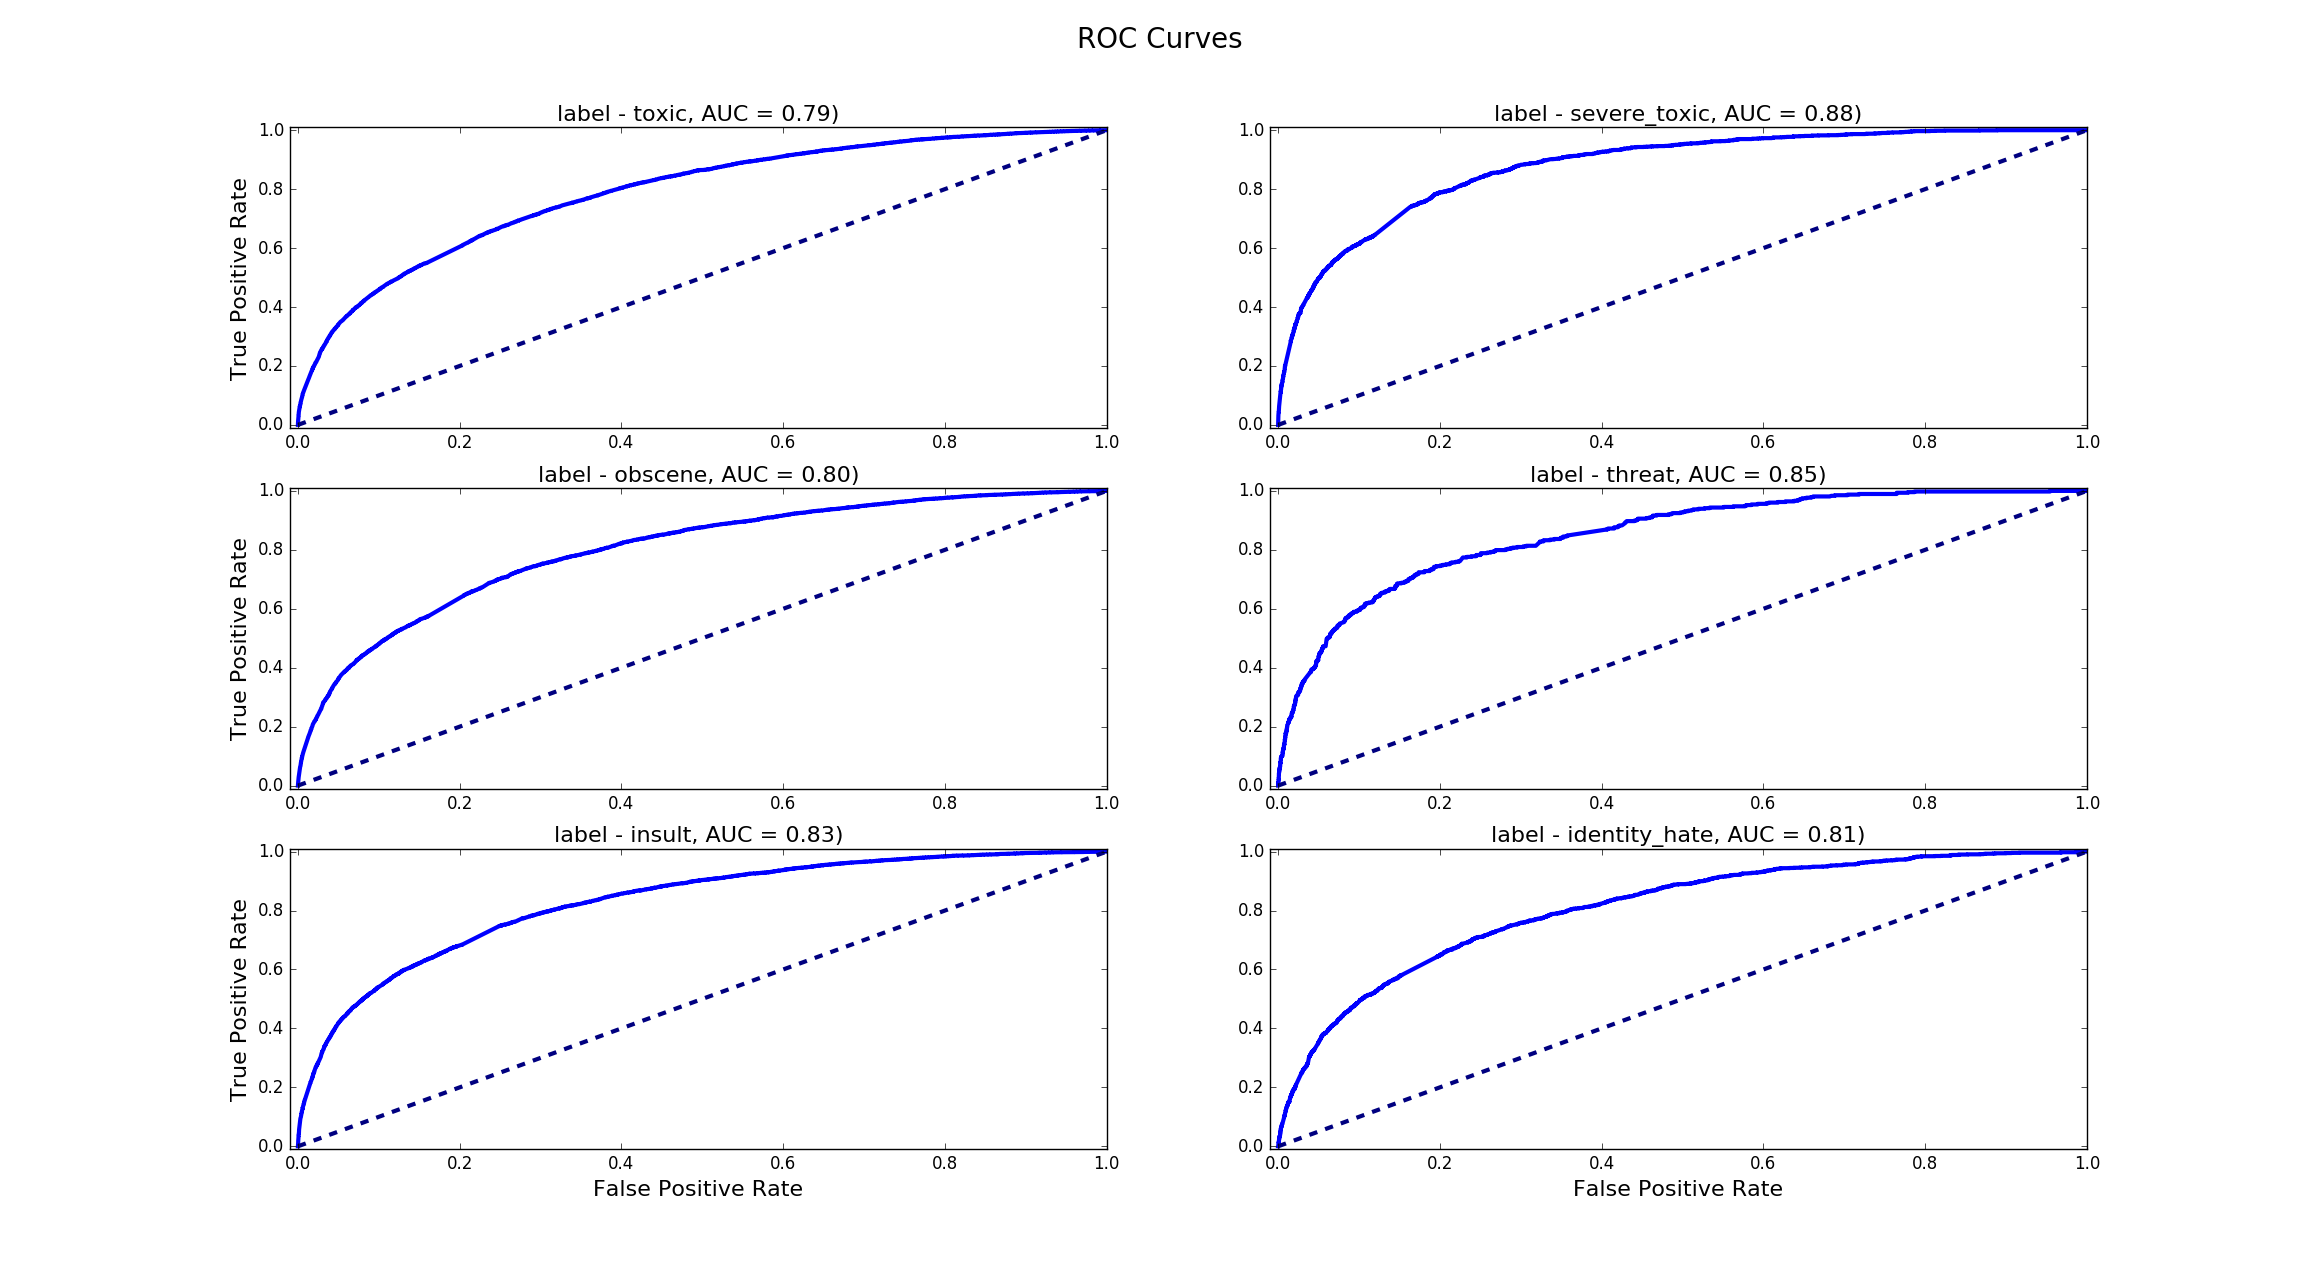 ROC Curves
label - toxic, AUC = 0.79)
True Positive Rate
1.0
0.8
0.6
0.4
0.2
0.0
0.0 0.2 0.4 0.6 0.8 1.0
label - severe_toxic, AUC = 0.88)
1.0
0.8
0.6
0.4
0.2
0.0
0.0 0.2 0.4 0.6 0.8 1.0
label - obscene, AUC = 0.80)
True Positive Rate
1.0
0.8
0.6
0.4
0.2
0.0
0.0 0.2 0.4 0.6 0.8 1.0
label - threat, AUC = 0.85)
1.0
0.8
0.6
0.4
0.2
0.0
0.0 0.2 0.4 0.6 0.8 1.0
label - insult, AUC = 0.83)
True Positive Rate
1.0
0.8
0.6
0.4
0.2
0.0
0.0 0.2 0.4 0.6 0.8 1.0
False Positive Rate
label - identity_hate, AUC = 0.81)
1.0
0.8
0.6
0.4
0.2
0.0
0.0 0.2 0.4 0.6 0.8 1.0
False Positive Rate